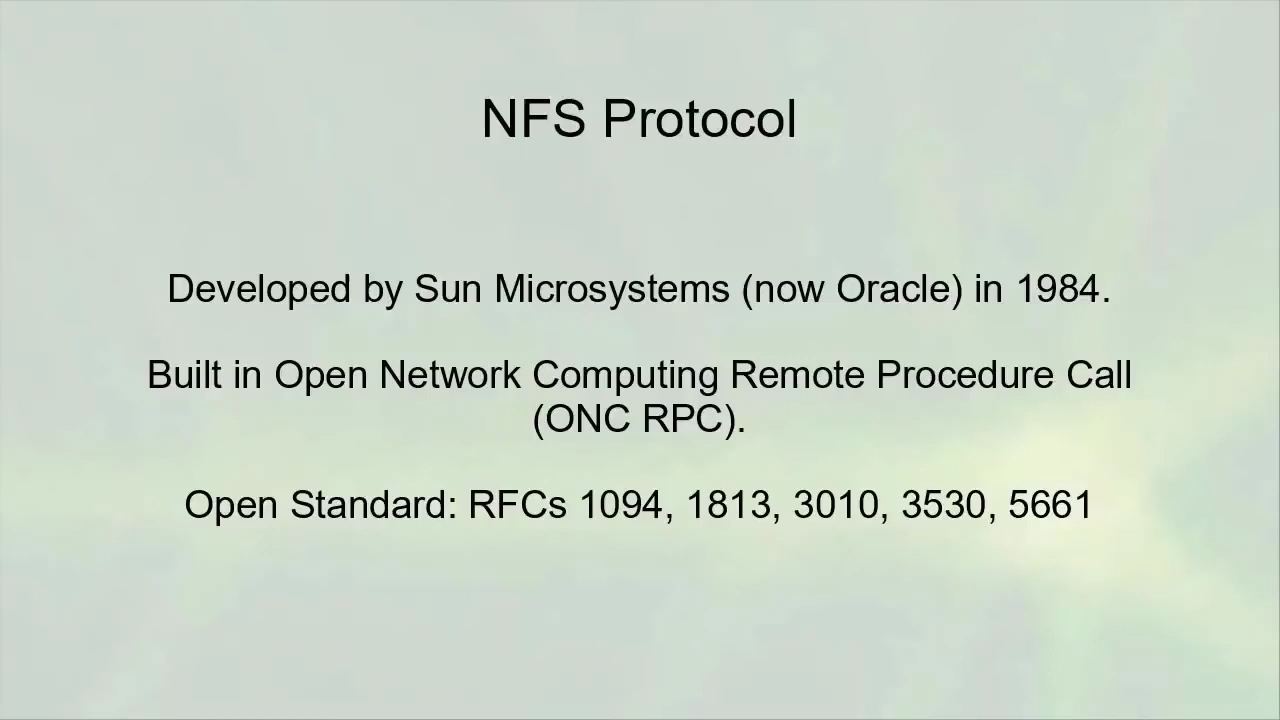 NFS Protocol
Developed by Sun Microsystems (now Oracle) in 1984.
Built in Open Network Computing Remote Procedure Call
(ONC RPC).
Open Standard: RFCs 1094, 1813, 3010, 3530, 5661